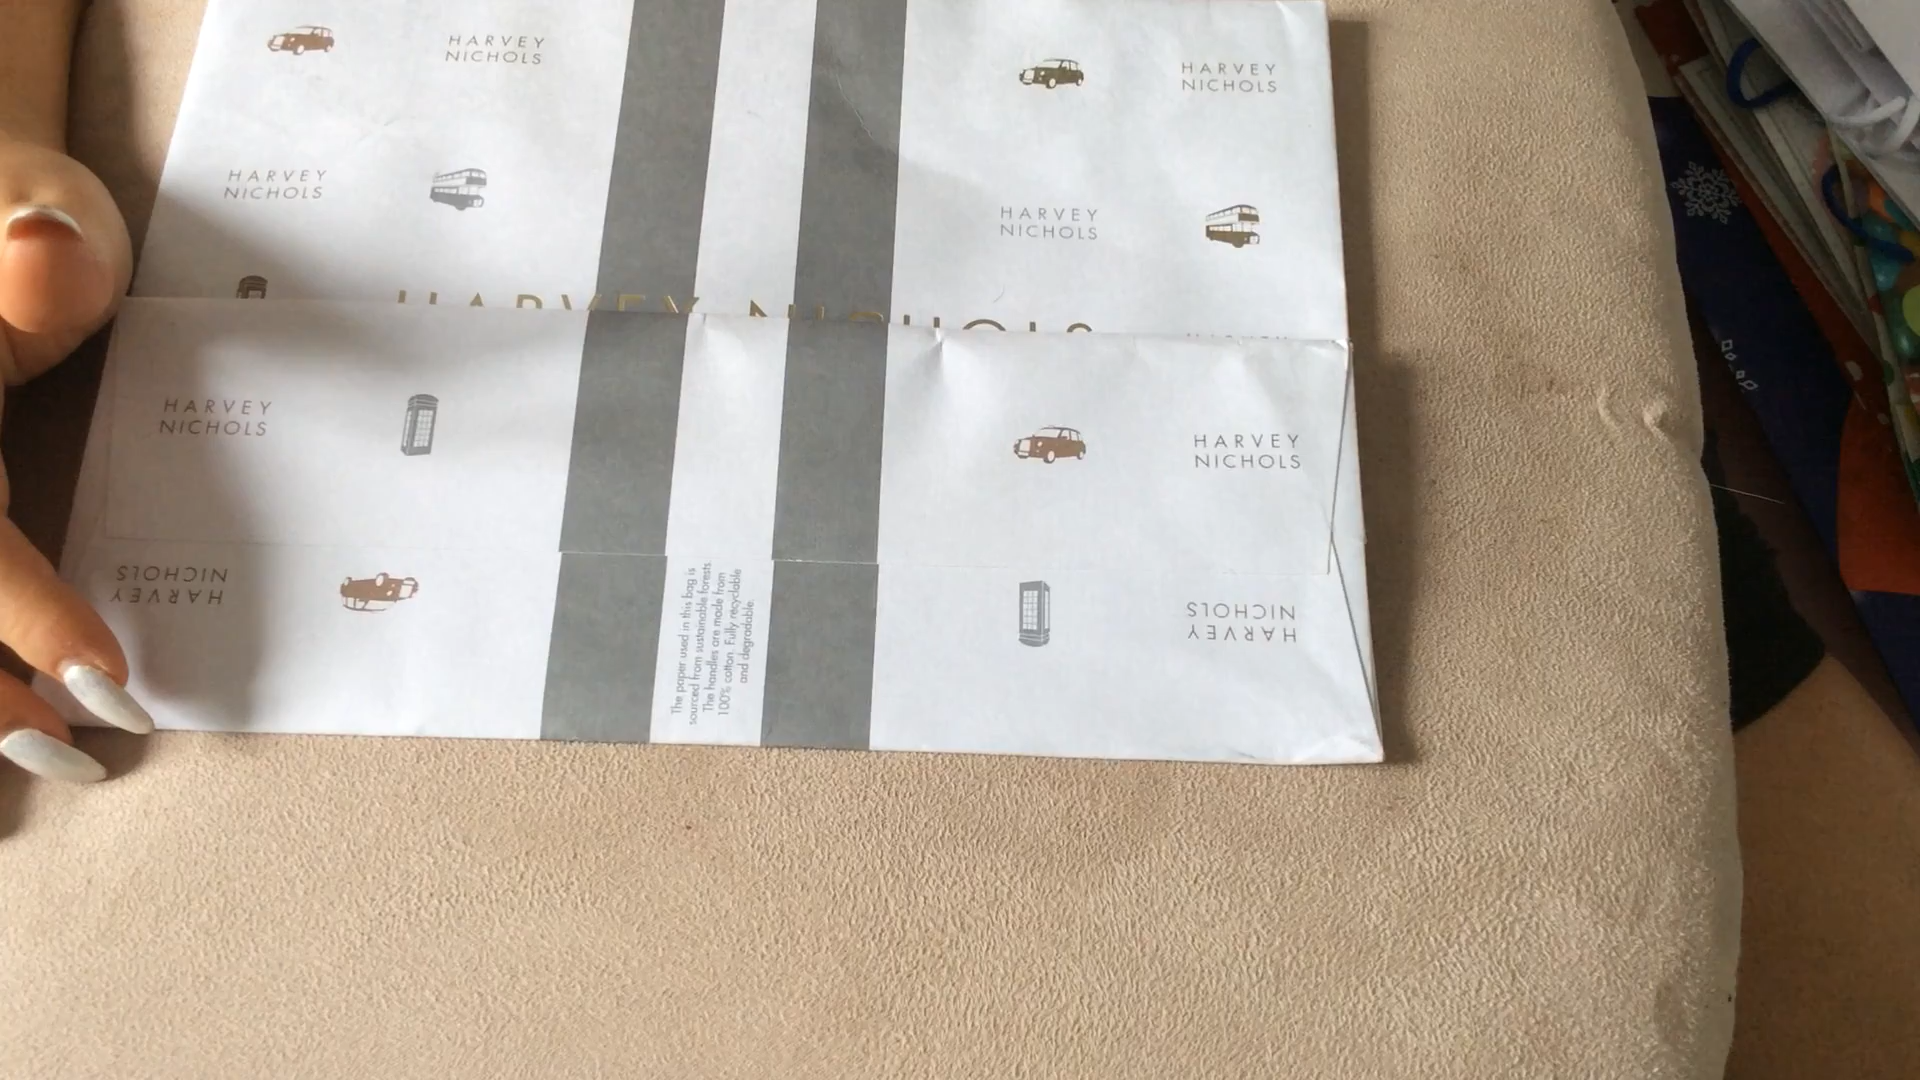 HARVEY
NICHOLS
HARVEY
NICHOLS
HARVEY
NICHOLS
HARVEY
NICHOLS
HARVEY NICHOLS
HARVEY
NICHOLS
HARVEY
NICHOLS
HARVEY
NICHOLS
HARVEY
NICHOLS
The paper used in this bag is
sourced from sustainable forests.
The handles are made from
100% cotton. Fully recyclable
and degradable.